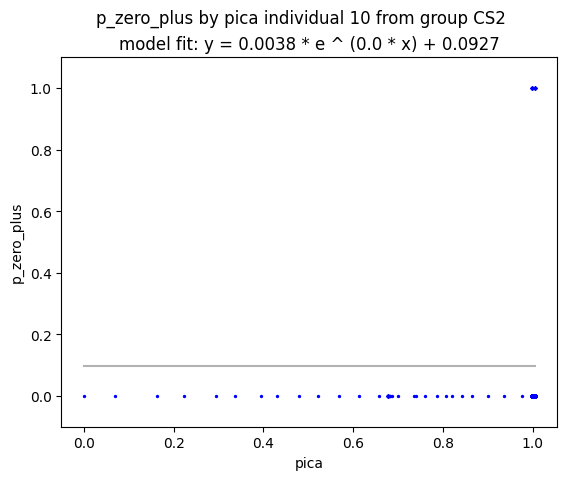 p_zero_plus by pica individual 10 from group CS2
model fit: y = 0.0038 * e ^ (0.0 * x) + 0.0927
1.0
0.8
0.6
0.4
0.2
0.0
p_zero_plus
0.0 0.2 0.4 0.6 0.8 1.0
pica